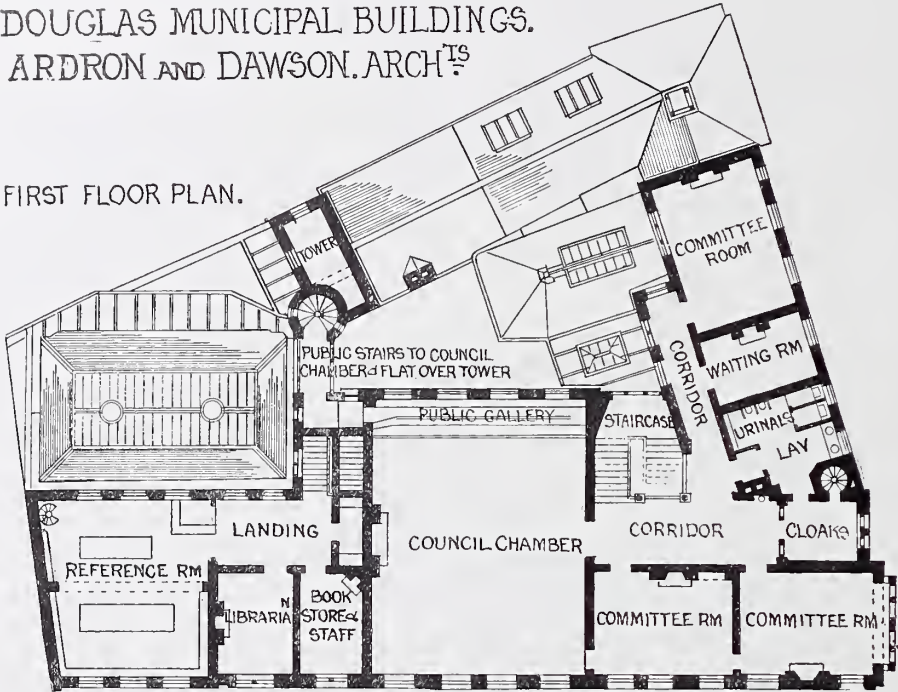 DOUGLAS MUNICIPAL BUILDINGS.
ARDRON AND DAWSON. ARCHTS
FIRST FLOOR PLAN.
TOWER
COMMITTEE
ROOM
PUBLIC STAIRS TO COUNCIL
CHAMBER & FLAT OVER TOWER
CORRIDOR
WAITING RM
PUBLIC GALLERY
STAIRCASE
URINALS
LAV
LANDING
COUNCIL CHAMBER
CORRIDOR
CLOAKS
REFERENCE RM
LIBRARIAN
BOOK
STORE &
STAFF
COMMITTEE RM
COMMITTEE RM